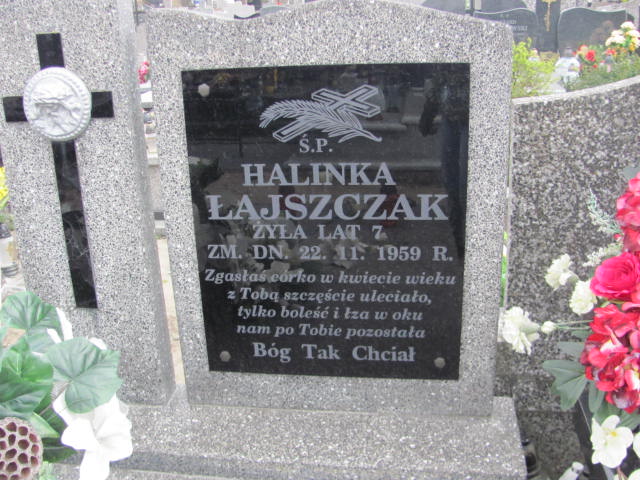 Ś.P.
HALINKA
ŁAJSZCZAK
ŻYŁA LAT 7
ZM. DN. 22. 11. 1959 R.
Zgasłaś córko w kwiecie wieku
z Tobą szczęście uleciało,
tylko boleść i łza w oku
nam po Tobie pozostała
Bóg Tak Chciał